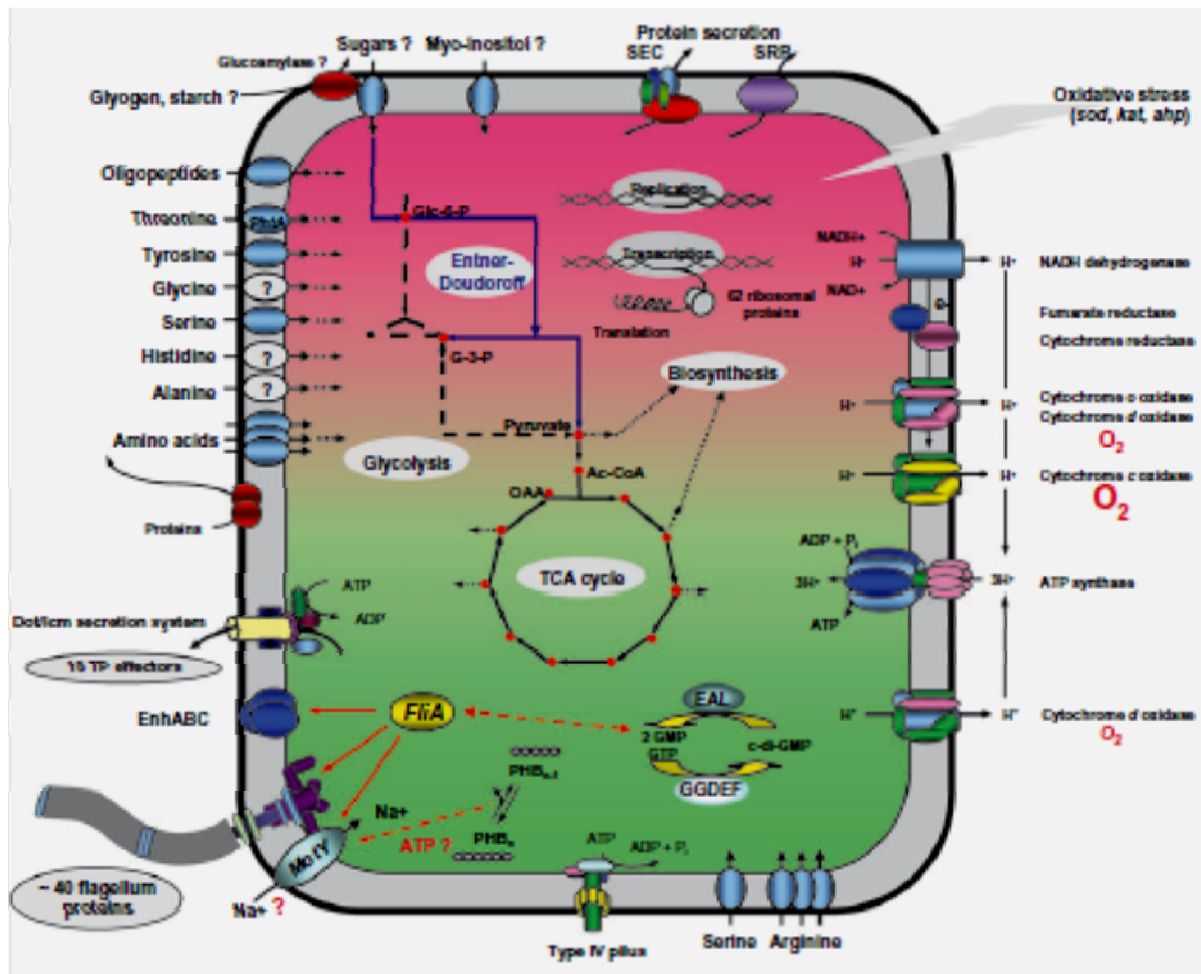 Sugars ?
Myo-inositol ?
Protein secretion
SEC
SRP
Glucoamylase ?
Glyogen, starch ?
Oxidative stress
(sod, kat, ahp)
Oligopeptides
Threonine
PhtA
Tyrosine
Glycine
?
Serine
Histidine
?
Alanine
?
Amino acids
Proteins
Glc-6-P
Entner-
Doudoroff
G-3-P
Glycolysis
Pyruvate
Ac-CoA
OAA
TCA cycle
Replication
Transcription
62 ribosomal
proteins
Translation
Biosynthesis
NADH+
H+
NAD+
H+
NADH dehydrogenase
e-
Fumarate reductase
Cytochrome reductase
H+
H+
Cytochrome o oxidase
Cytochrome d oxidase
O2
H+
H+
Cytochrome c oxidase
O2
ADP + Pi
3H+
3H+
ATP synthase
ATP
H+
H+
Cytochrome d oxidase
O2
ATP
ADP
Dot/Icm secretion system
TP effectors
EnhABC
FliA
EAL
2 GMP
GTP
c-di-GMP
GGDEF
PHBn-1
PHBn
ATP ?
Na+
MotY
Na+ ?
~ 40 flagellum
proteins
ATP
ADP + Pi
Type IV pilus
Serine
Arginine